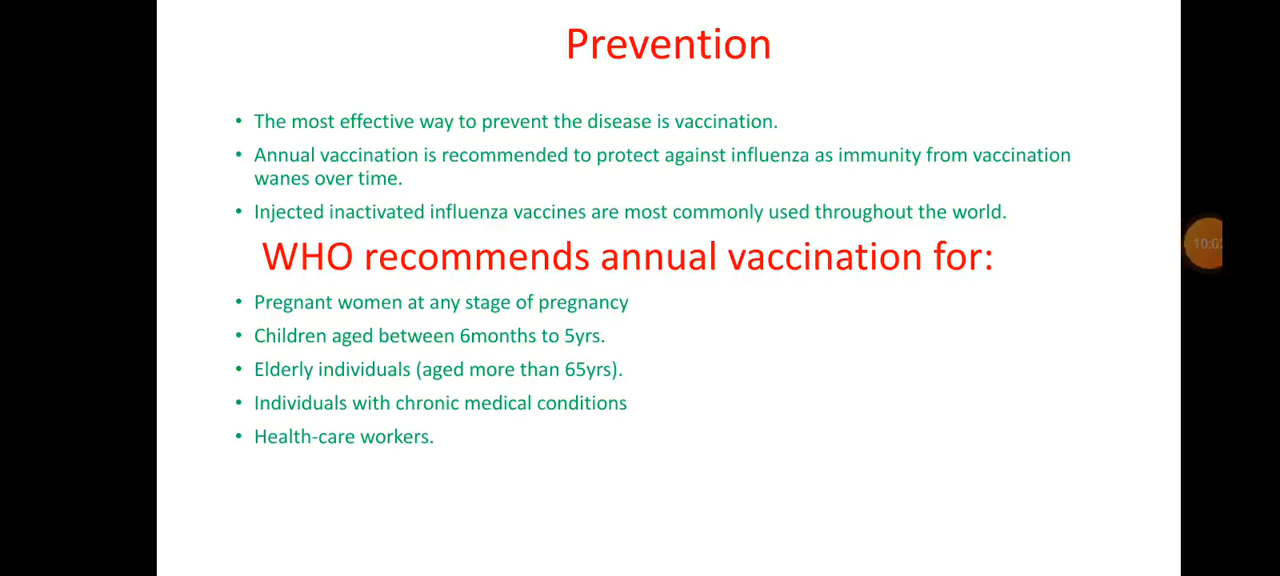 Prevention
• The most effective way to prevent the disease is vaccination.
• Annual vaccination is recommended to protect against influenza as immunity from vaccination
wanes over time.
• Injected inactivated influenza vaccines are most commonly used throughout the world.
WHO recommends annual vaccination for:
• Pregnant women at any stage of pregnancy
• Children aged between 6months to 5yrs.
• Elderly individuals (aged more than 65yrs).
• Individuals with chronic medical conditions
• Health-care workers.